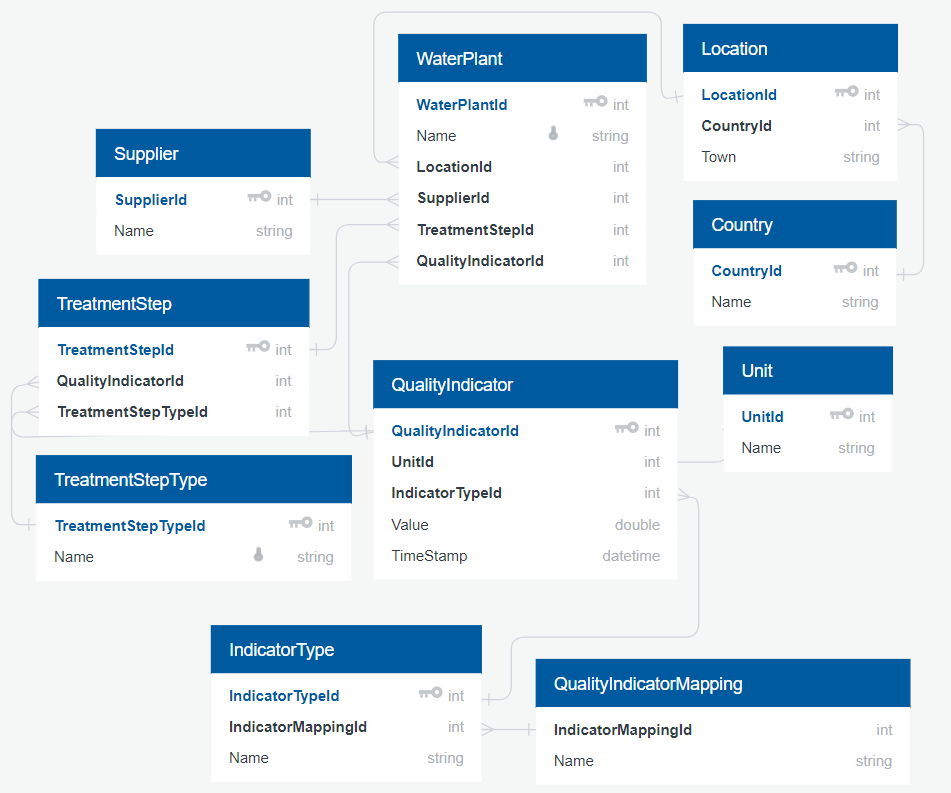 WaterPlant
WaterPlantId int
Name string
LocationId int
SupplierId int
TreatmentStepId int
QualityIndicatorId int
Location
LocationId int
CountryId int
Town string
Supplier
SupplierId int
Name string
Country
CountryId int
Name string
TreatmentStep
TreatmentStepId int
QualityIndicatorId int
TreatmentStepTypeId int
QualityIndicator
QualityIndicatorId int
UnitId int
IndicatorTypeId int
Value double
TimeStamp datetime
Unit
UnitId int
Name string
TreatmentStepType
TreatmentStepTypeId int
Name string
IndicatorType
IndicatorTypeId int
IndicatorMappingId int
Name string
QualityIndicatorMapping
IndicatorMappingId int
Name string